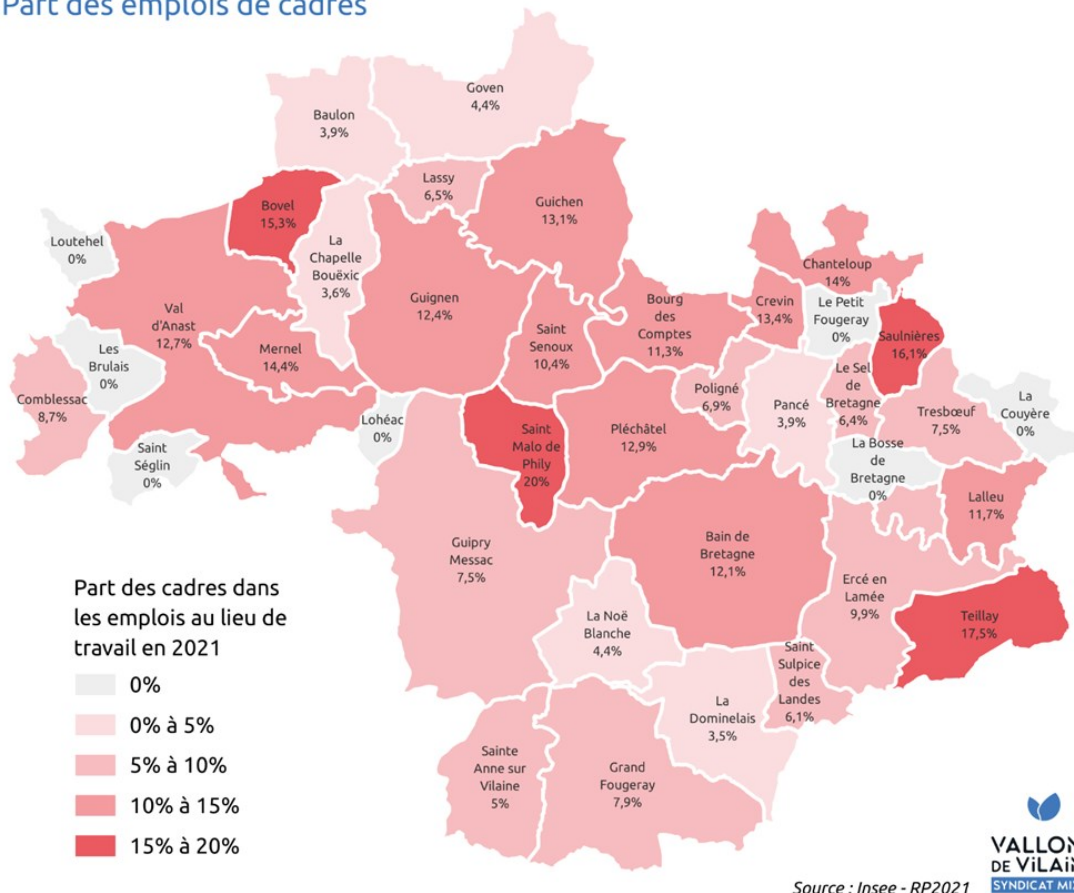 Part des emplois de cadres
Goven
4,4%
Baulon
3,9%
Lassy
6,5%
Guichen
13,1%
Bovel
15,3%
Loutehel
0%
La
Chapelle
Bouëxic
3,6%
Chanteloup
14%
Guignen
12,4%
Bourg
des
Comptes
11,3%
Crevin
13,4%
Le Petit
Fougeray
0%
Val
d'Anast
12,7%
Saint
Senoux
10,4%
Saulnières
16,1%
Les
Brulais
0%
Mernel
14,4%
Le Sel
de
Bretagne
6,4%
Comblessac
8,7%
Poligné
6,9%
Pancé
3,9%
Tresbœuf
7,5%
La
Couyère
0%
Lohéac
0%
Saint
Malo de
Phily
20%
Pléchâtel
12,9%
Saint
Séglin
0%
La Bosse
de
Bretagne
0%
Lalleu
11,7%
Guipry
Messac
7,5%
Bain de
Bretagne
12,1%
Ercé en
Lamée
9,9%
La Noë
Blanche
4,4%
Teillay
17,5%
Saint
Sulpice
des
Landes
6,1%
La
Dominelais
3,5%
Sainte
Anne sur
Vilaine
5%
Grand
Fougeray
7,9%
Part des cadres dans
les emplois au lieu de
travail en 2021
0%
0% à 5%
5% à 10%
10% à 15%
15% à 20%
VALLON
DE VILAI
SYNDICAT MI
Source : Insee - RP2021